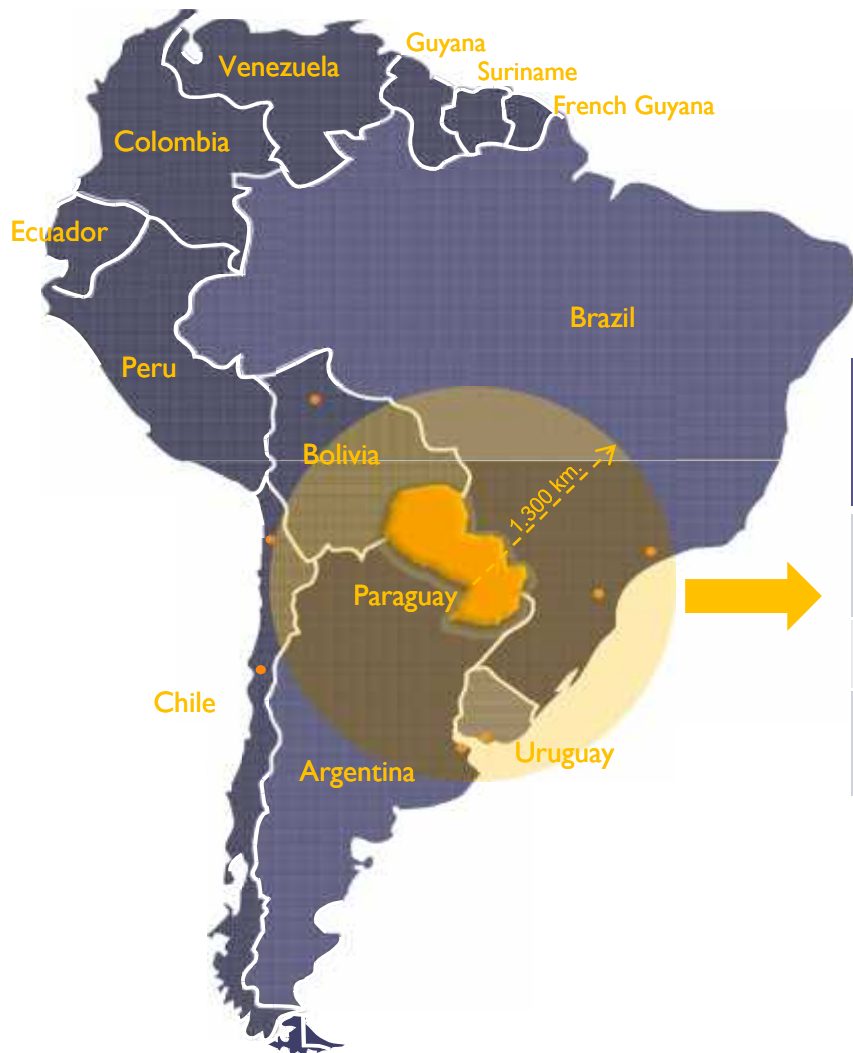 Guyana
Venezuela
Suriname
French Guyana
Colombia
Ecuador
Brazil
Peru
Bolivia
1.300 km.
Paraguay
Chile
Uruguay
Argentina